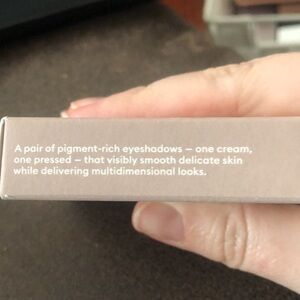 A pair of pigment-rich eyeshadows – one cream,
one pressed – that visibly smooth delicate skin
while delivering multidimensional looks.